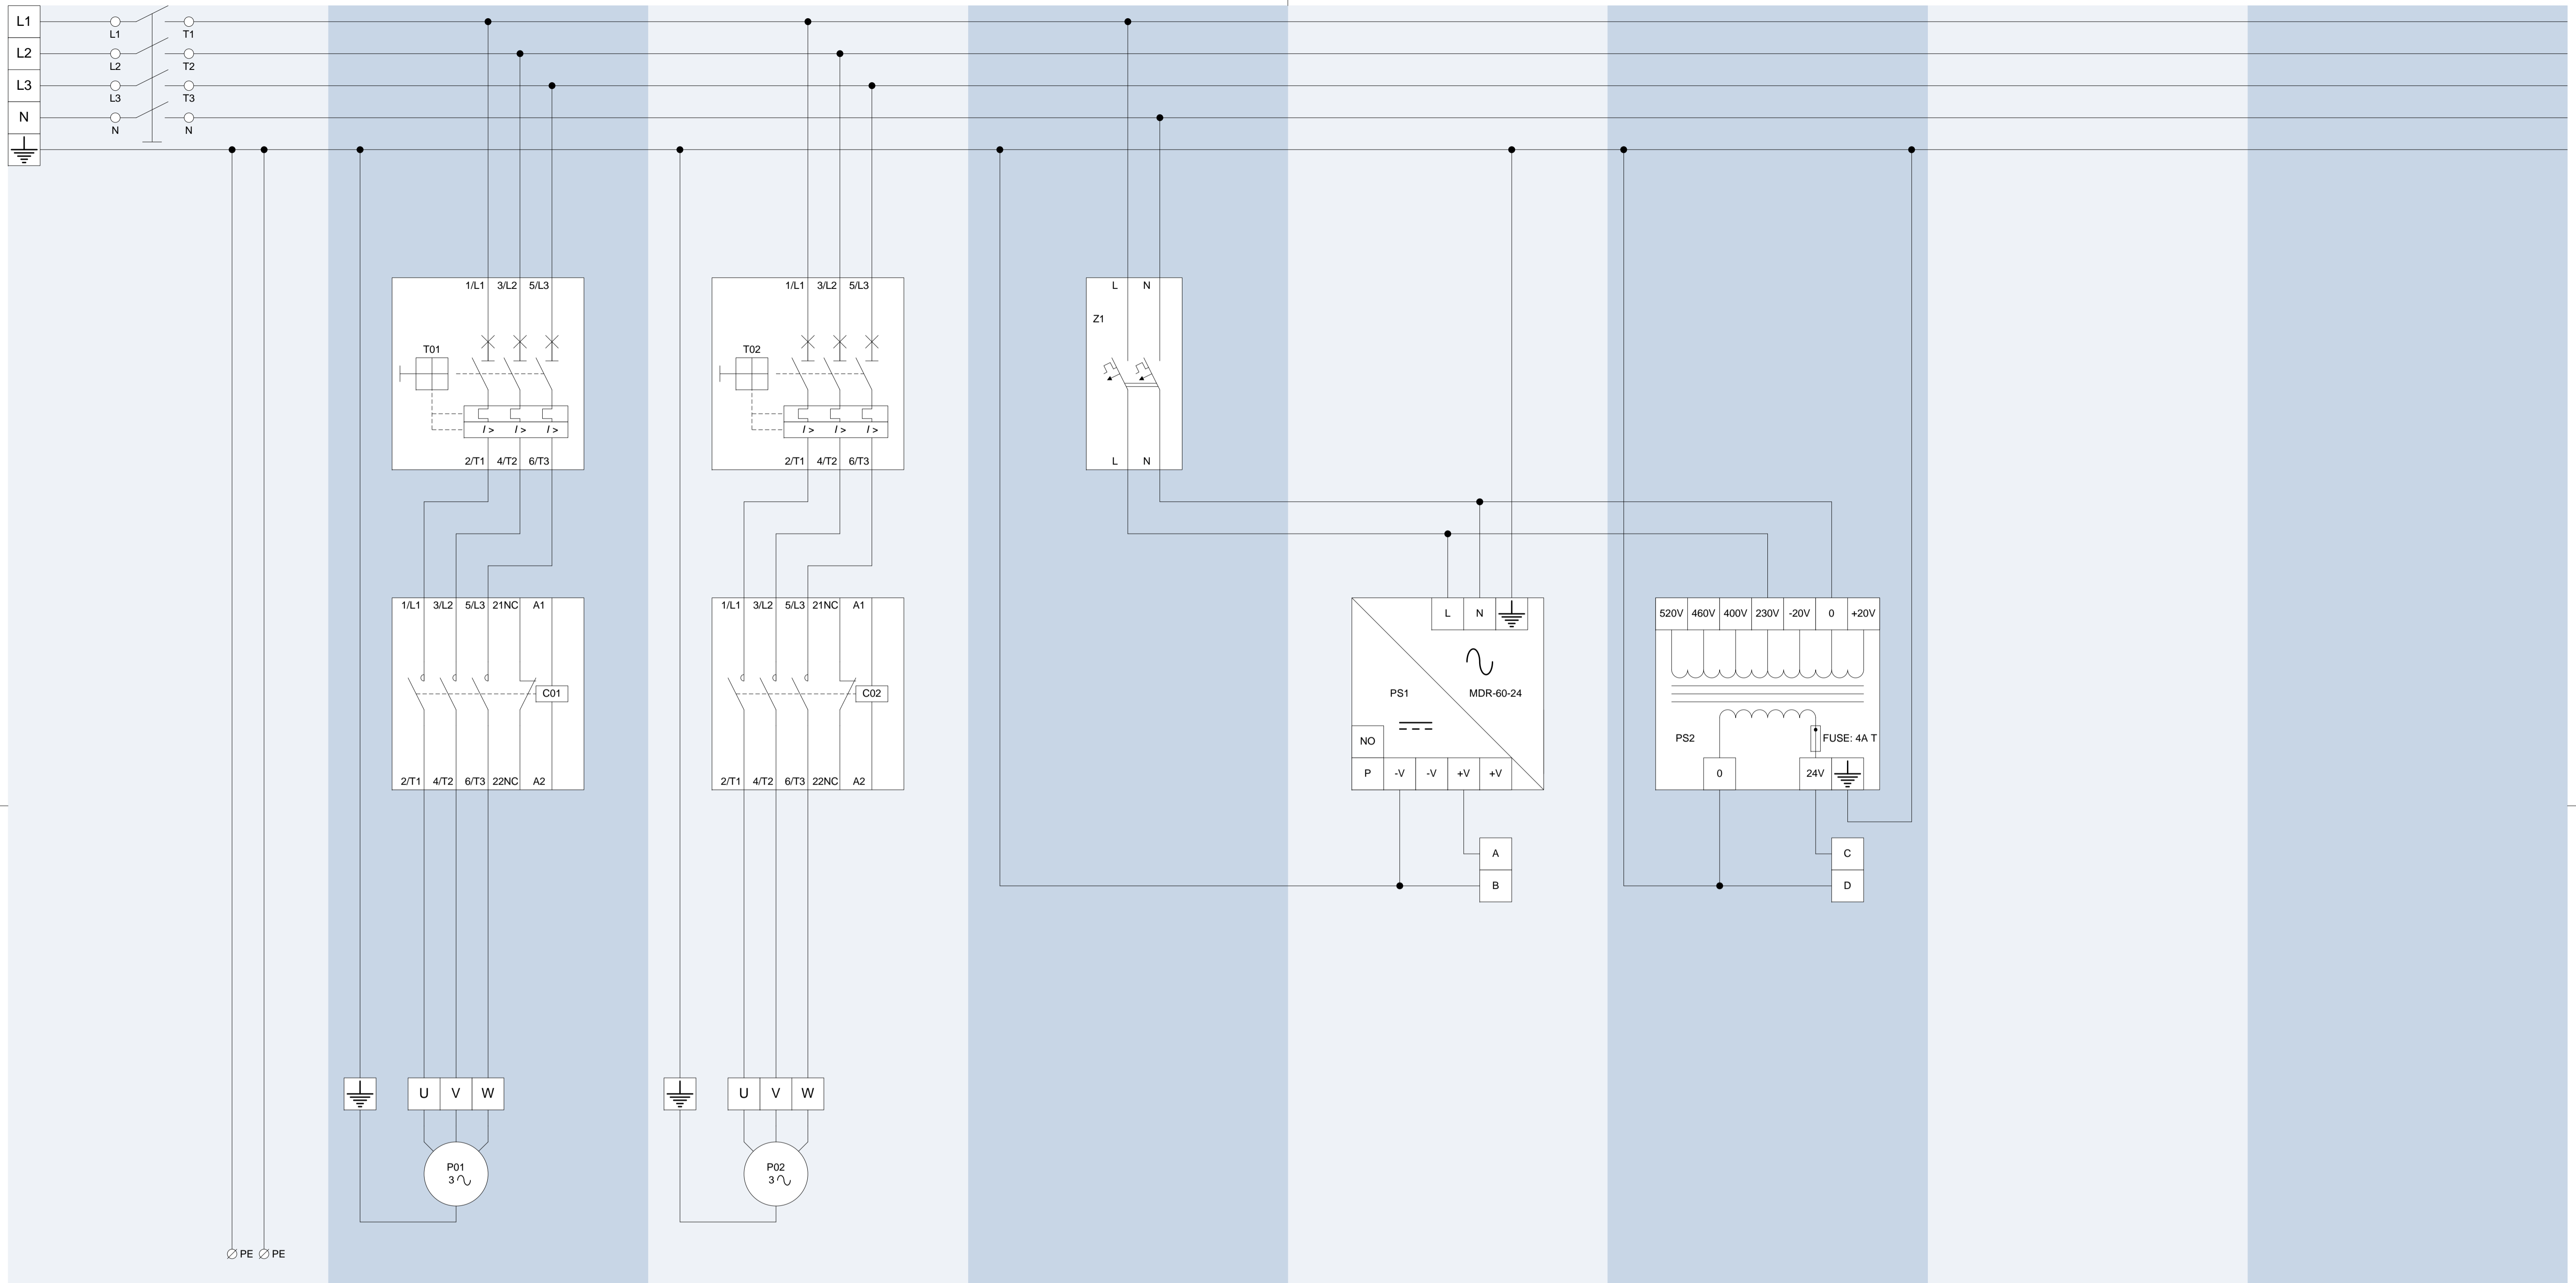 L1
L1 T1
L2
L2 T2
L3
L3 T3
N
N N
1/L1 3/L2 5/L3
1/L1 3/L2 5/L3
L N
Z1
T01
T02
I > I > I >
I > I > I >
2/T1 4/T2 6/T3
2/T1 4/T2 6/T3
L N
1/L1 3/L2 5/L3 21NC A1
1/L1 3/L2 5/L3 21NC A1
L N
520V 460V 400V 230V -20V 0 +20V
C01
C02
PS1 MDR-60-24
NO
PS2 FUSE: 4A T
2/T1 4/T2 6/T3 22NC A2
2/T1 4/T2 6/T3 22NC A2
P -V -V +V +V
0 24V
A
B
C
D
U V W
U V W
P01
3
P02
3
PE PE